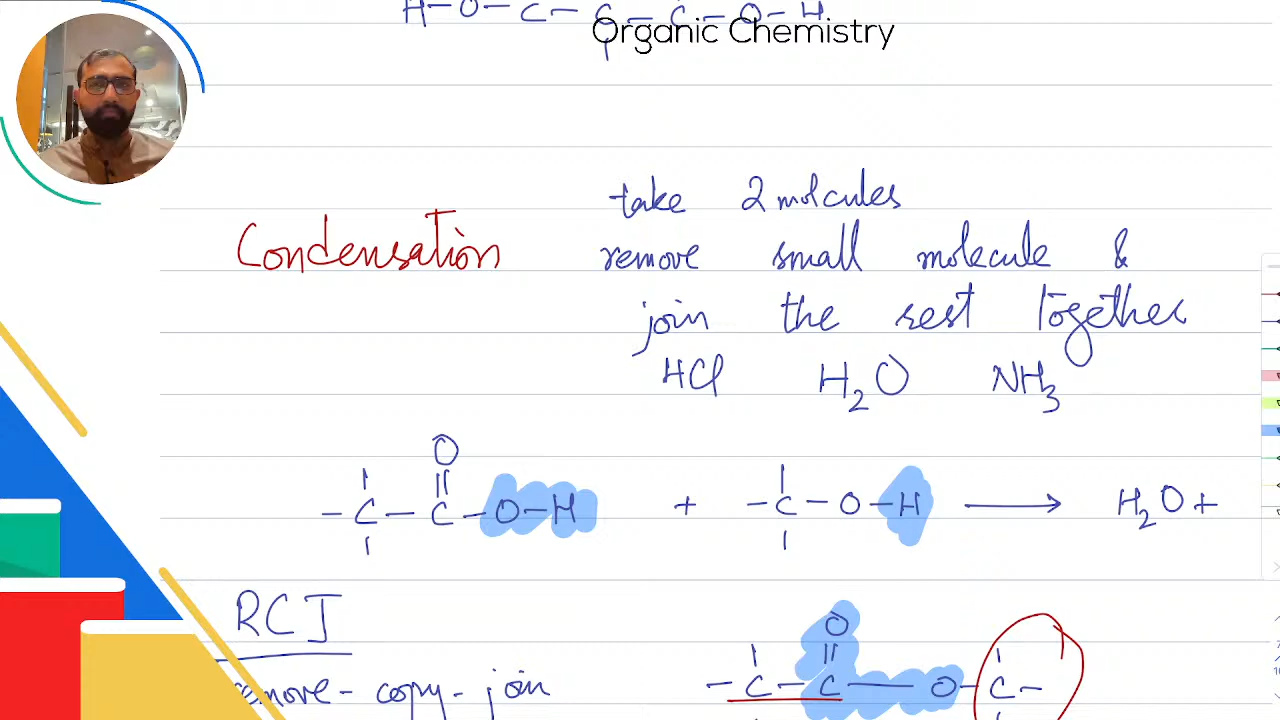 H-O-C-C-C-O-H
Organic Chemistry
take 2 molcules
Condensation remove small molecule &
join the rest together
HCl H₂O NH₃
O
-C-C-O-H + -C-O-H → H₂O+
RCJ
O
remove-copy-join -C-C-O-C-